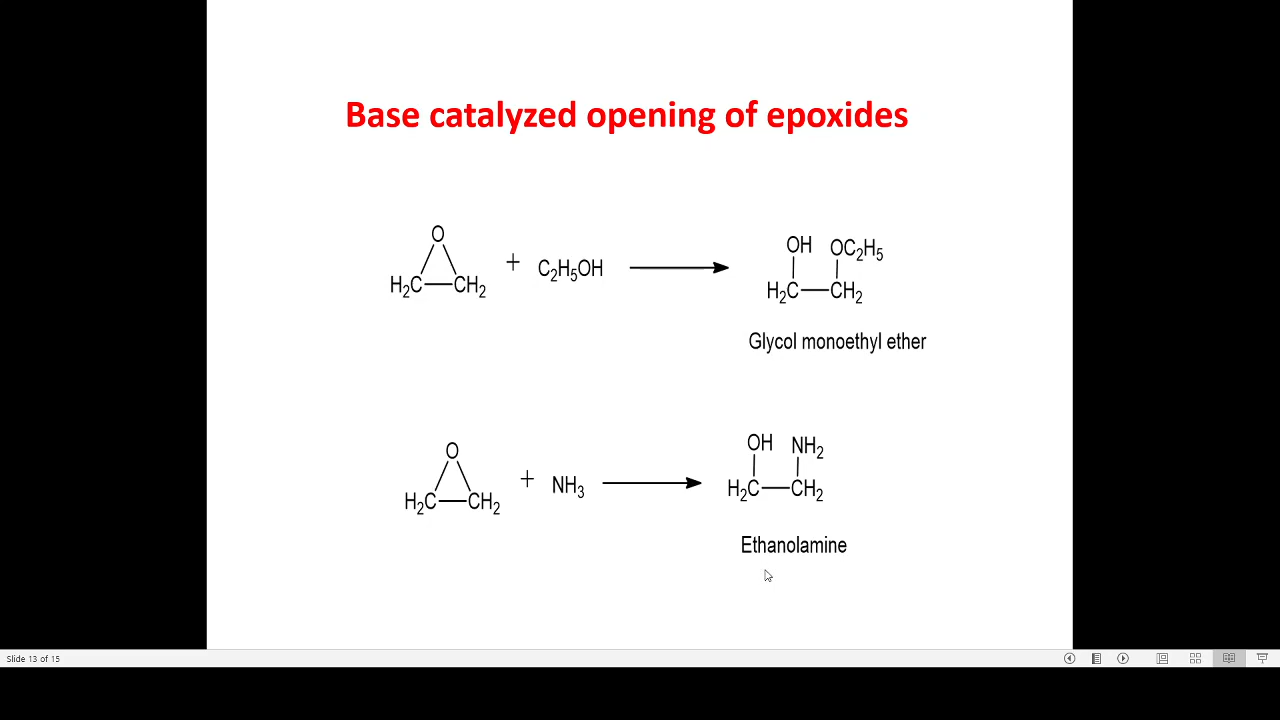 Base catalyzed opening of epoxides
O
H₂C CH₂ + C₂H₅OH
OH OC₂H₅
H₂C CH₂
Glycol monoethyl ether
O
H₂C CH₂ + NH₃
OH NH₂
H₂C CH₂
Ethanolamine
Slide 13 of 15